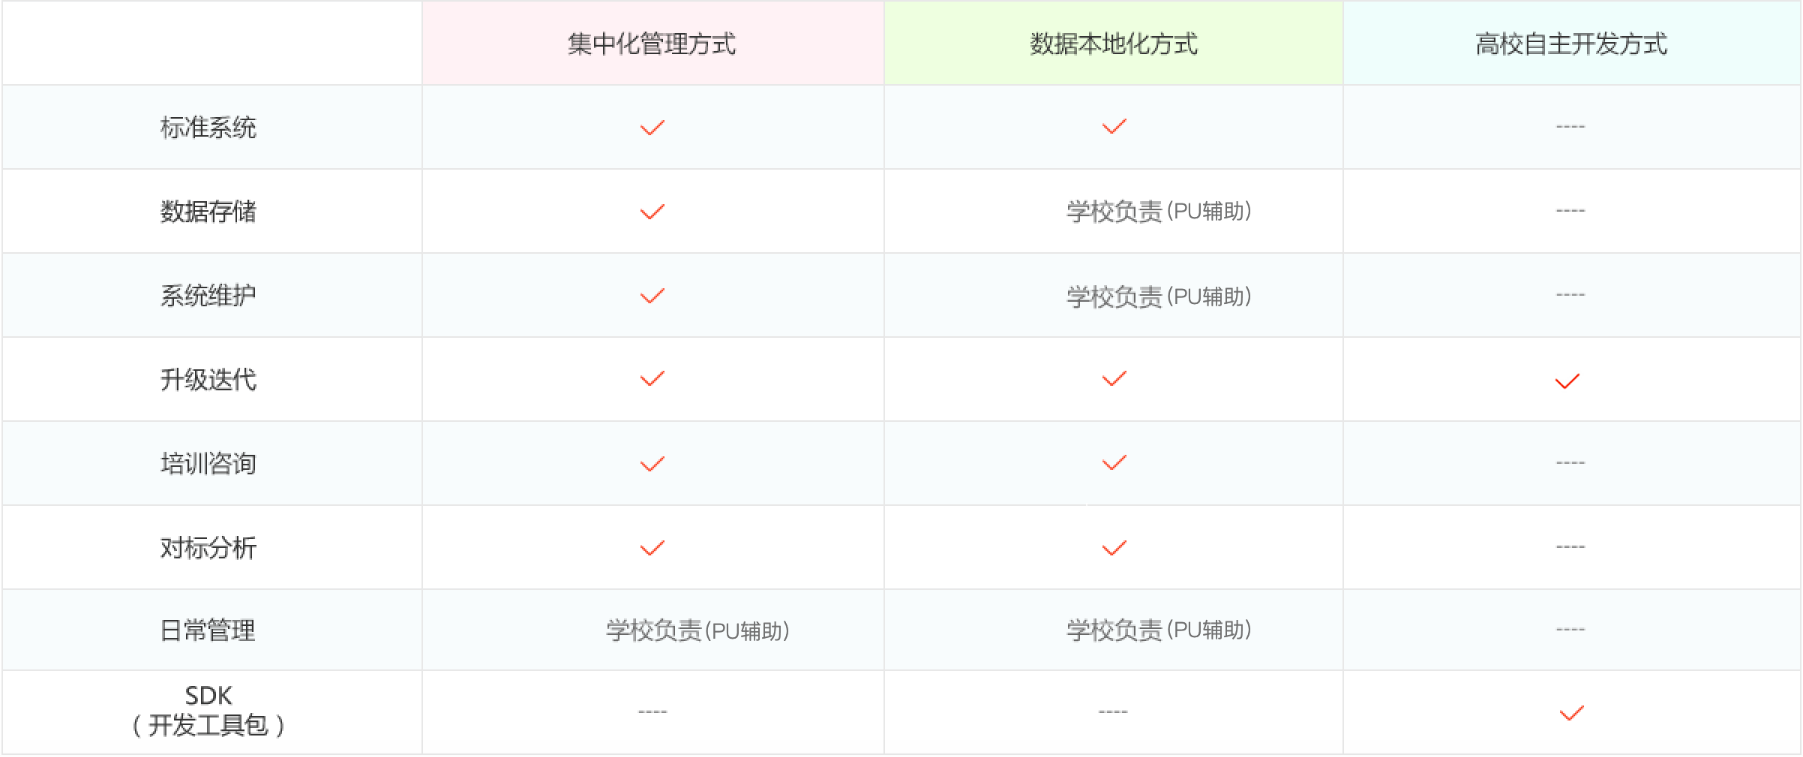 集中化管理方式 数据本地化方式 高校自主开发方式
标准系统 ✓ ✓ ----
数据存储 ✓ 学校负责(PU辅助) ----
系统维护 ✓ 学校负责(PU辅助) ----
升级迭代 ✓ ✓ ✓
培训咨询 ✓ ✓ ----
对标分析 ✓ ✓ ----
日常管理 学校负责(PU辅助) 学校负责(PU辅助) ----
SDK
（开发工具包） ---- ---- ✓